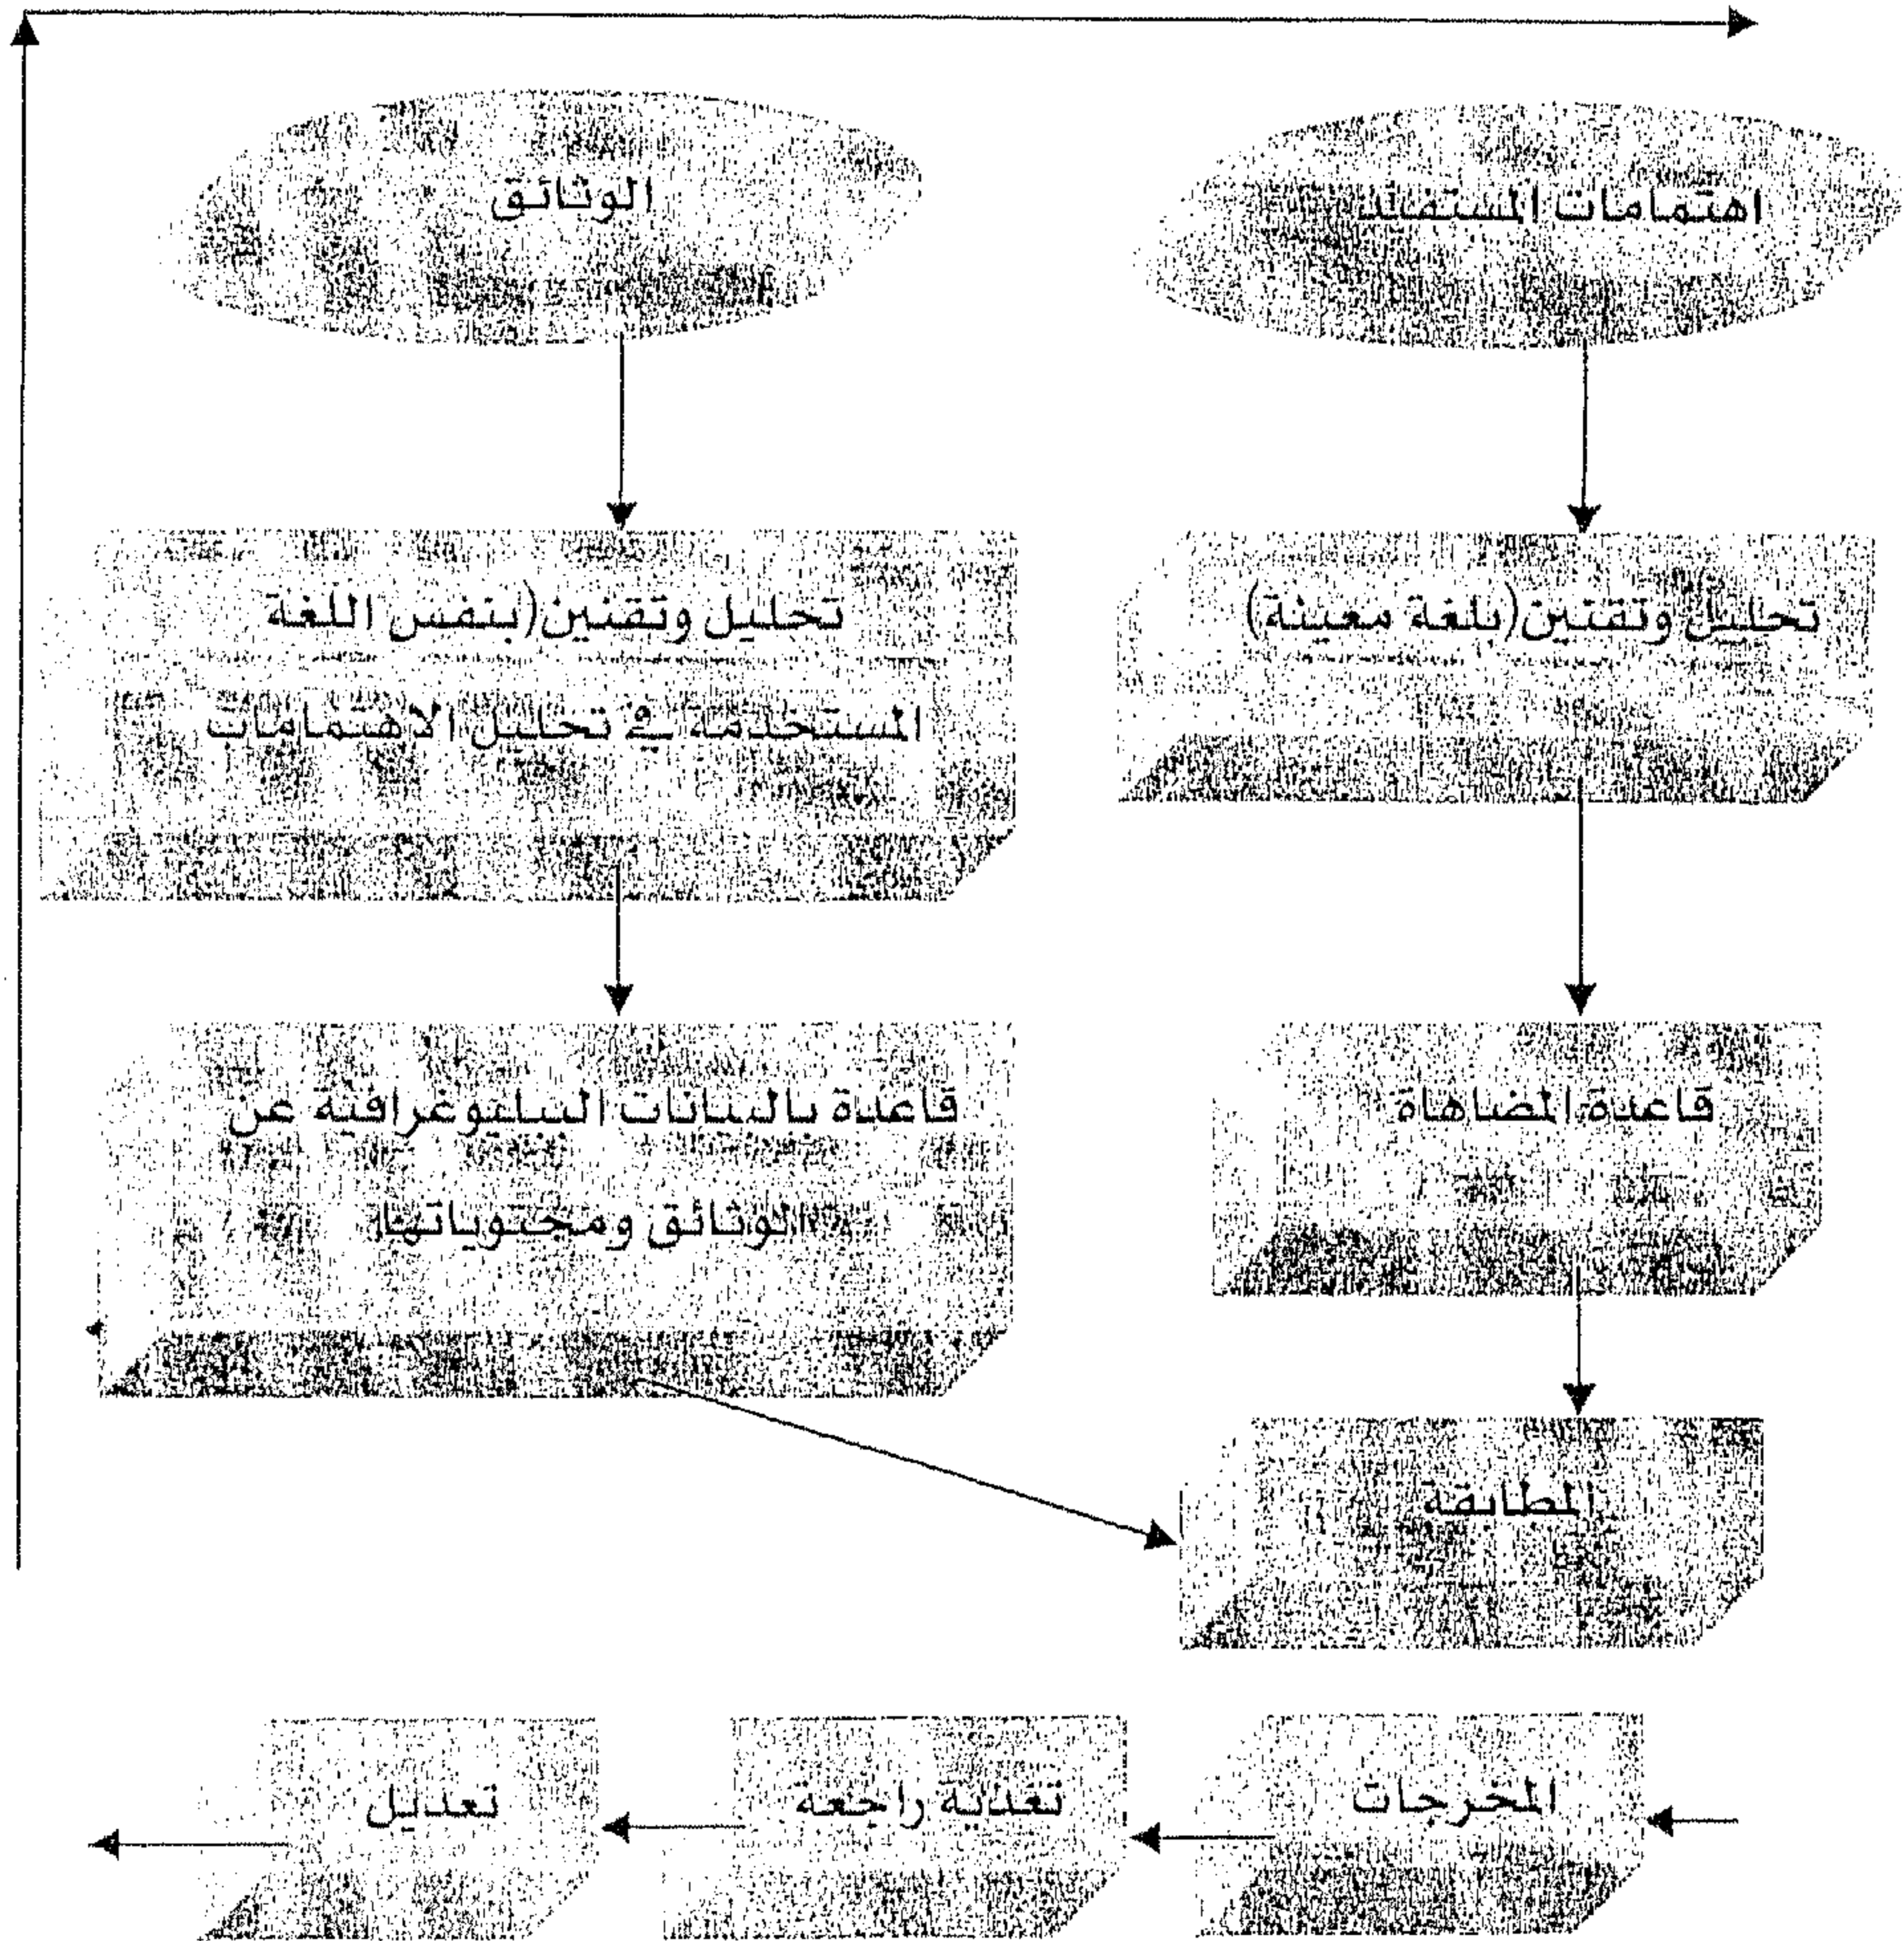 اهتمامات المستفيد
الوثائق
تحليل وتقنين(بلغة معينة)
تحليل وتقنين(بنفس اللغة
المستخدمة في تحليل الاهتمامات
قاعدة المضاهاة
قاعدة بالبيانات الببليوغرافية عن
الوثائق ومحتوياتها
المطابقة
المخرجات
تغذية راجعة
تعديل